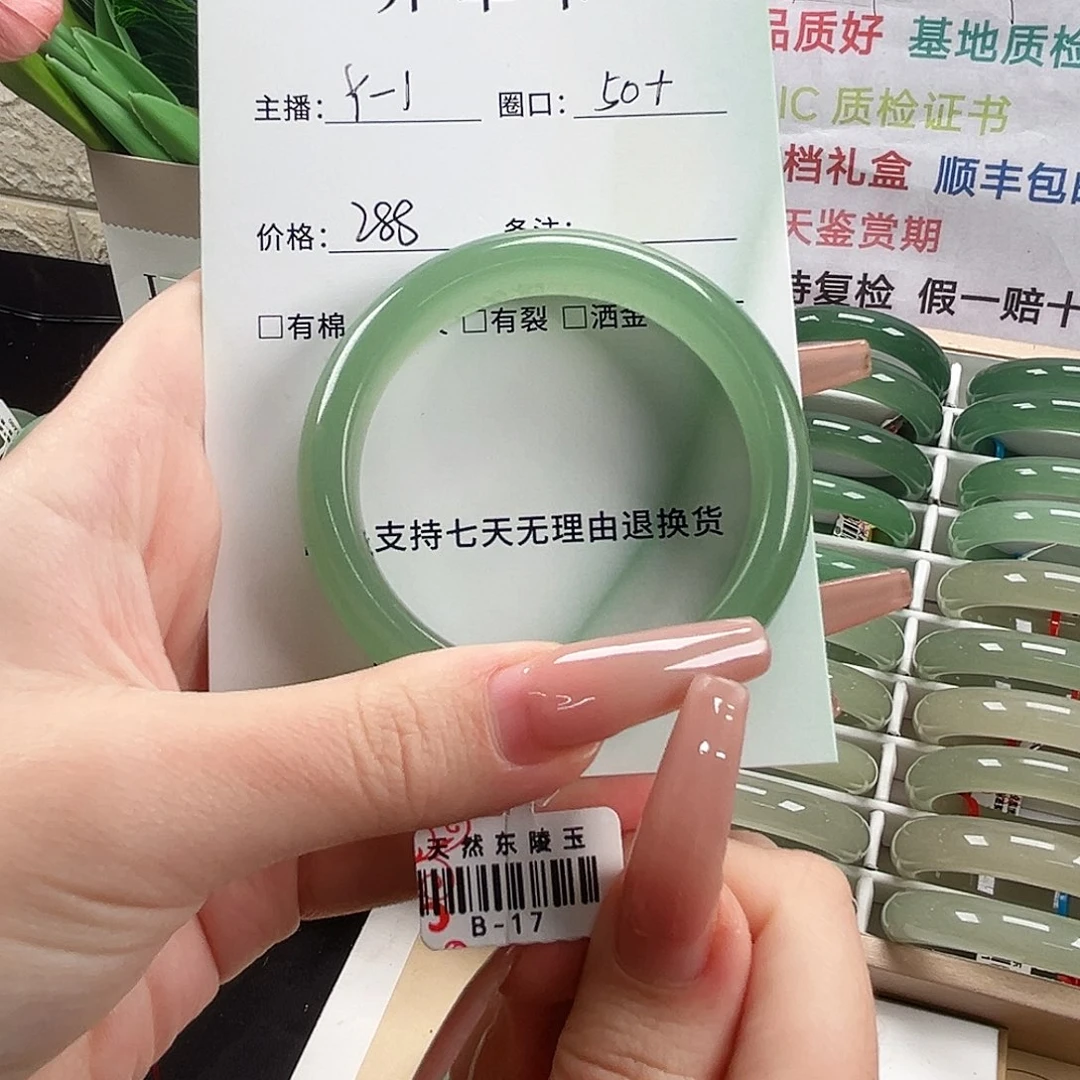 主播: y-1 圈口: 50+
价格: 288 备注:
□有棉 □有裂 □洒金
支持七天无理由退换货
品质好 基地质检
IC 质检证书
档礼盒 顺丰包邮
天鉴赏期
持复检 假一赔十
天然东陵玉
B-17